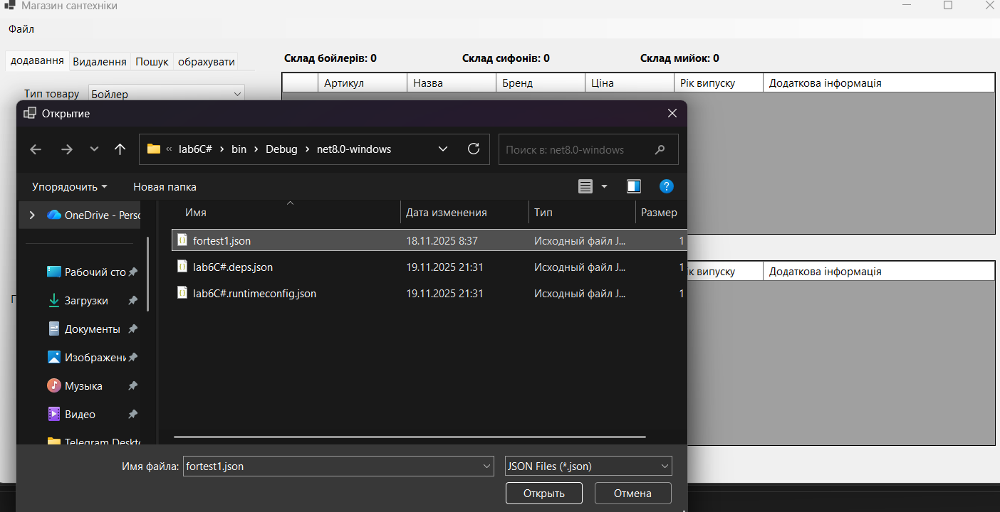 Магазин сантехніки
Файл
додавання Видалення Пошук обрахувати
Склад бойлерів: 0 Склад сифонів: 0 Склад мийок: 0
Артикул Назва Бренд Ціна Рік випуску Додаткова інформація
Тип товару Бойлер
Открытие
« lab6C# > bin > Debug > net8.0-windows
Поиск в: net8.0-windows
Упорядочить Новая папка
Имя Дата изменения Тип Размер
OneDrive - Perso
fortest1.json 18.11.2025 8:37 Исходный файл J... 1
lab6C#.deps.json 19.11.2025 21:31 Исходный файл J... 1
lab6C#.runtimeconfig.json 19.11.2025 21:31 Исходный файл J... 1
Рабочий сто
Загрузки
Документы
Изображени
Музыка
Видео
Telegram Deskto
ік випуску Додаткова інформація
Имя файла: fortest1.json JSON Files (*.json)
Открыть Отмена